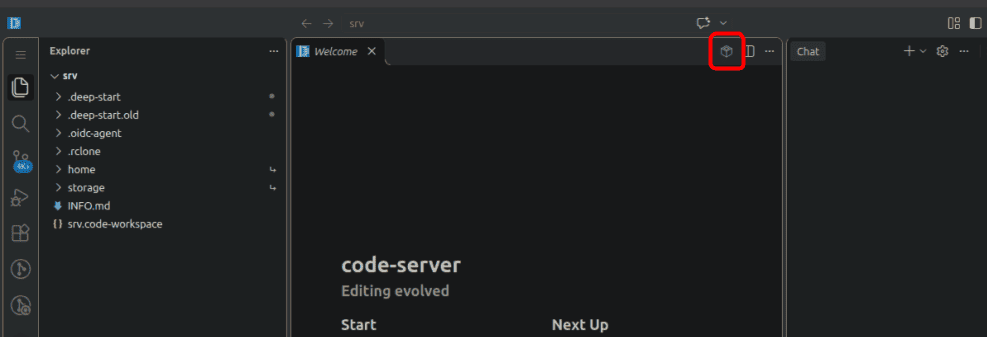 srv
Explorer
srv
.deep-start
.deep-start.old
.oidc-agent
.rclone
home
storage
INFO.md
srv.code-workspace
Welcome
code-server
Editing evolved
Start
Next Up
Chat